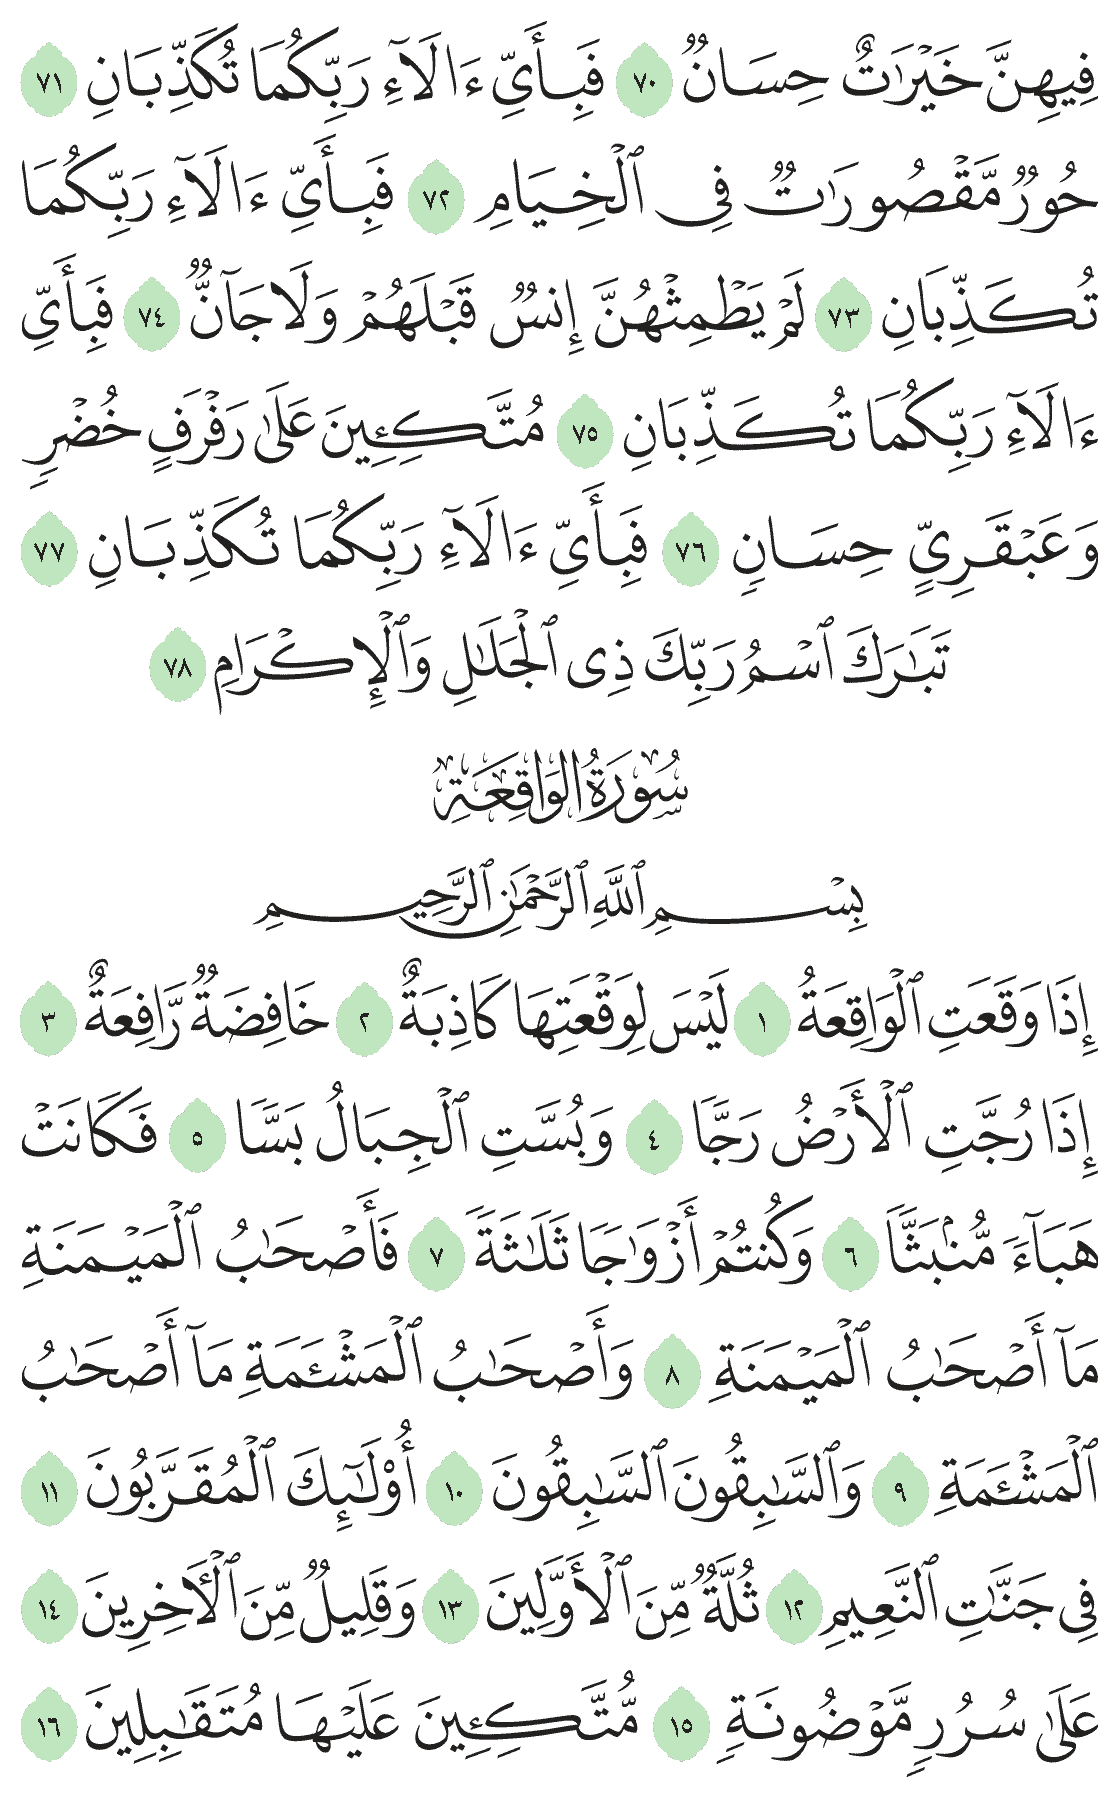 فِيهِنَّ خَيْرَٰتٌ حِسَانٌ ٧٠ فَبِأَيِّ ءَالَآءِ رَبِّكُمَا تُكَذِّبَانِ ٧١
حُورٌ مَّقْصُورَٰتٌ فِى ٱلْخِيَامِ ٧٢ فَبِأَيِّ ءَالَآءِ رَبِّكُمَا
تُكَذِّبَانِ ٧٣ لَمْ يَطْمِثْهُنَّ إِنسٌ قَبْلَهُمْ وَلَا جَآنٌّ ٧٤ فَبِأَيِّ
ءَالَآءِ رَبِّكُمَا تُكَذِّبَانِ ٧٥ مُتَّكِـِٔينَ عَلَىٰ رَفْرَفٍ خُضْرٍ
وَعَبْقَرِيٍّ حِسَانٍ ٧٦ فَبِأَيِّ ءَالَآءِ رَبِّكُمَا تُكَذِّبَانِ ٧٧
تَبَٰرَكَ ٱسْمُ رَبِّكَ ذِى ٱلْجَلَٰلِ وَٱلْإِكْرَامِ ٧٨
سُورَةُ الوَاقِعَةِ
بِسْمِ ٱللَّهِ ٱلرَّحْمَٰنِ ٱلرَّحِيمِ
إِذَا وَقَعَتِ ٱلْوَاقِعَةُ ١ لَيْسَ لِوَقْعَتِهَا كَاذِبَةٌ ٢ خَافِضَةٌ رَّافِعَةٌ ٣
إِذَا رُجَّتِ ٱلْأَرْضُ رَجًّا ٤ وَبُسَّتِ ٱلْجِبَالُ بَسًّا ٥ فَكَانَتْ
هَبَآءً مُّنۢبَثًّا ٦ وَكُنتُمْ أَزْوَٰجًا ثَلَٰثَةً ٧ فَأَصْحَٰبُ ٱلْمَيْمَنَةِ
مَآ أَصْحَٰبُ ٱلْمَيْمَنَةِ ٨ وَأَصْحَٰبُ ٱلْمَشْـَٔمَةِ مَآ أَصْحَٰبُ
ٱلْمَشْـَٔمَةِ ٩ وَٱلسَّٰبِقُونَ ٱلسَّٰبِقُونَ ١٠ أُو۟لَٰٓئِكَ ٱلْمُقَرَّبُونَ ١١
فِى جَنَّٰتِ ٱلنَّعِيمِ ١٢ ثُلَّةٌ مِّنَ ٱلْأَوَّلِينَ ١٣ وَقَلِيلٌ مِّنَ ٱلْـَٔاخِرِينَ ١٤
عَلَىٰ سُرُرٍ مَّوْضُونَةٍ ١٥ مُّتَّكِـِٔينَ عَلَيْهَا مُتَقَٰبِلِينَ ١٦